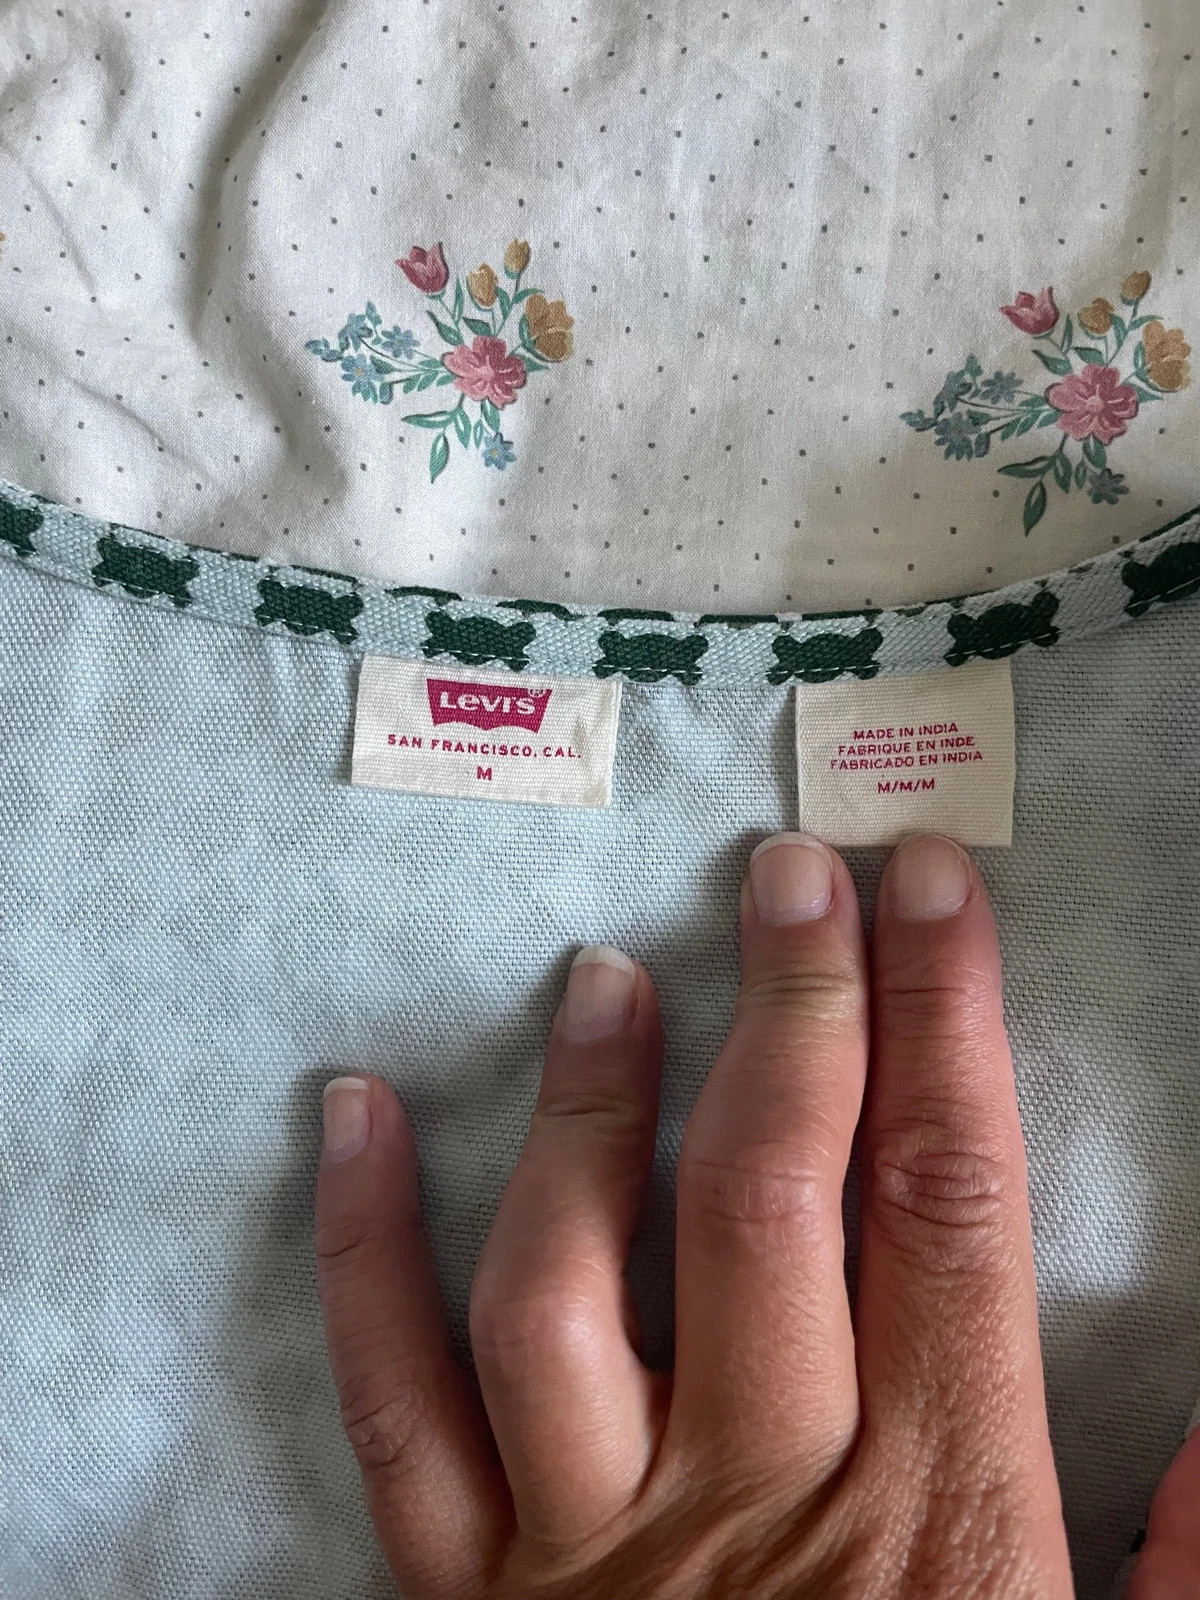 Levi's®
SAN FRANCISCO, CAL.
M
MADE IN INDIA
FABRIQUE EN INDE
FABRICADO EN INDIA
M/M/M